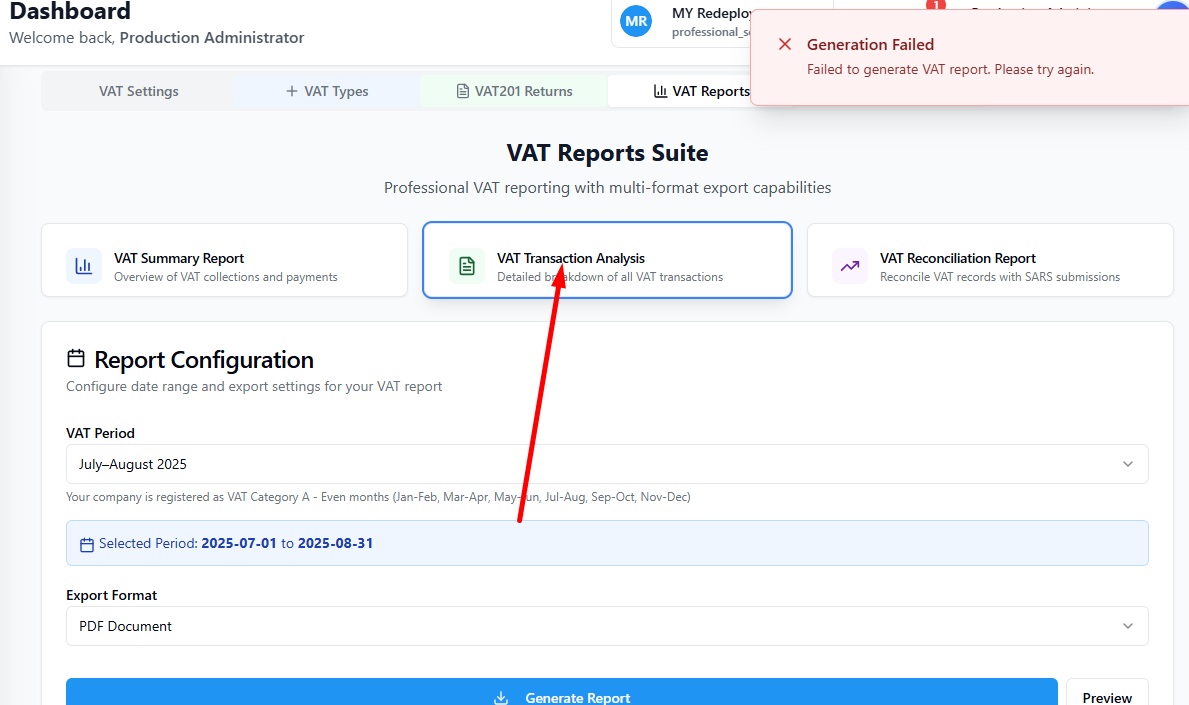 Dashboard
Welcome back, Production Administrator
MR
MY
professional_
1
Generation Failed
Failed to generate VAT report. Please try again.
VAT Settings
VAT Types
VAT201 Returns
VAT Reports
VAT Reports Suite
Professional VAT reporting with multi-format export capabilities
VAT Summary Report
Overview of VAT collections and payments
VAT Transaction Analysis
Detailed breakdown of all VAT transactions
VAT Reconciliation Report
Reconcile VAT records with SARS submissions
Report Configuration
Configure date range and export settings for your VAT report
VAT Period
July–August 2025
Your company is registered as VAT Category A - Even months (Jan-Feb, Mar-Apr, May-Jun, Jul-Aug, Sep-Oct, Nov-Dec)
Selected Period: 2025-07-01 to 2025-08-31
Export Format
PDF Document
Generate Report
Preview